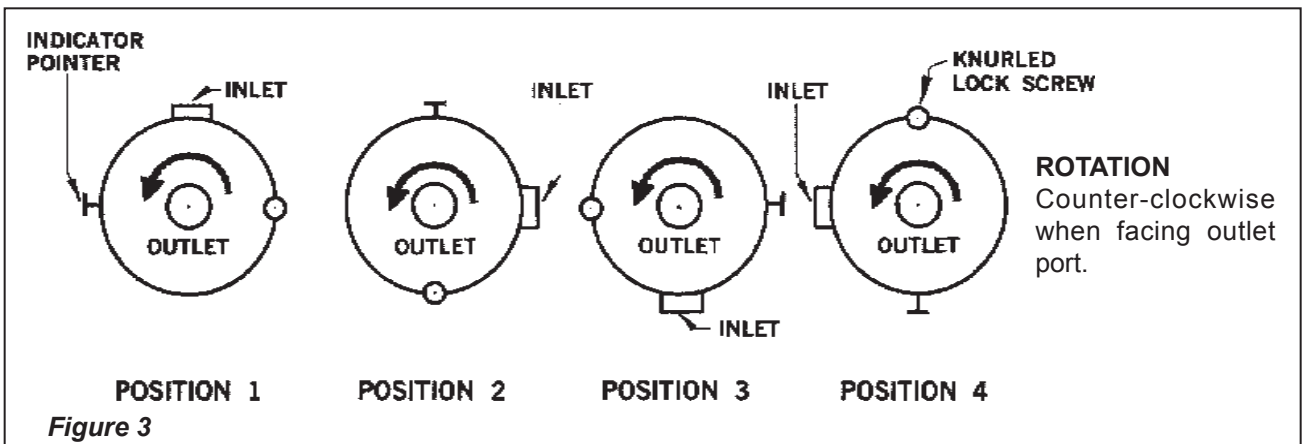 INDICATOR
POINTER
INLET
INLET
INLET
KNURLED
LOCK SCREW
OUTLET
OUTLET
OUTLET
OUTLET
INLET
ROTATION
Counter-clockwise
when facing outlet
port.
POSITION 1
POSITION 2
POSITION 3
POSITION 4
Figure 3